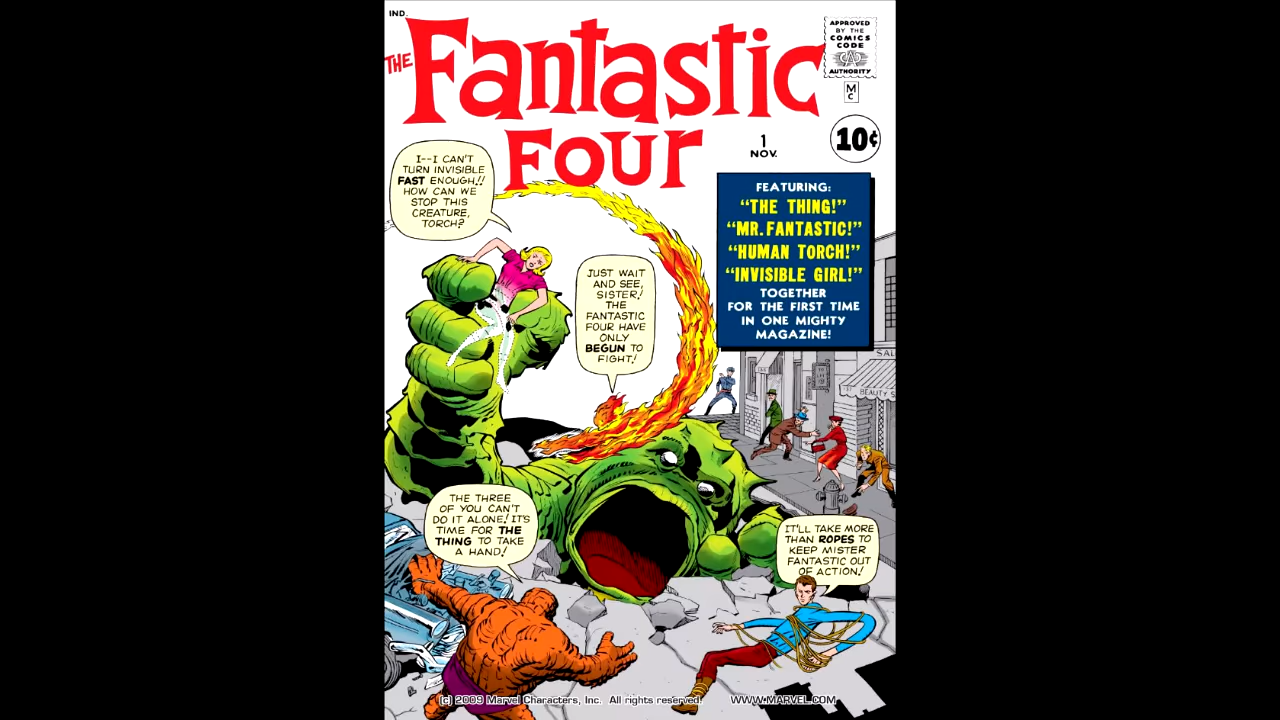 IND.
THE
Fantastic
Four
APPROVED
BY THE
COMICS
CODE
CAC
AUTHORITY
M
C
1
NOV.
10¢
I--I CAN'T
TURN INVISIBLE
FAST ENOUGH!!
HOW CAN WE
STOP THIS
CREATURE,
TORCH?
FEATURING:
"THE THING!"
"MR. FANTASTIC!"
"HUMAN TORCH!"
"INVISIBLE GIRL!"
TOGETHER
FOR THE FIRST TIME
IN ONE MIGHTY
MAGAZINE!
JUST WAIT
AND SEE,
SISTER!
THE
FANTASTIC
FOUR HAVE
ONLY
BEGUN TO
FIGHT!
SAL
BEAUTY S
THE THREE
OF YOU CAN'T
DO IT ALONE! IT'S
TIME FOR THE
THING TO TAKE
A HAND!
IT'LL TAKE MORE
THAN ROPES TO
KEEP MISTER
FANTASTIC OUT
OF ACTION!
(c) 2009 Marvel Characters, Inc. All rights reserved. WWW.MARVEL.COM